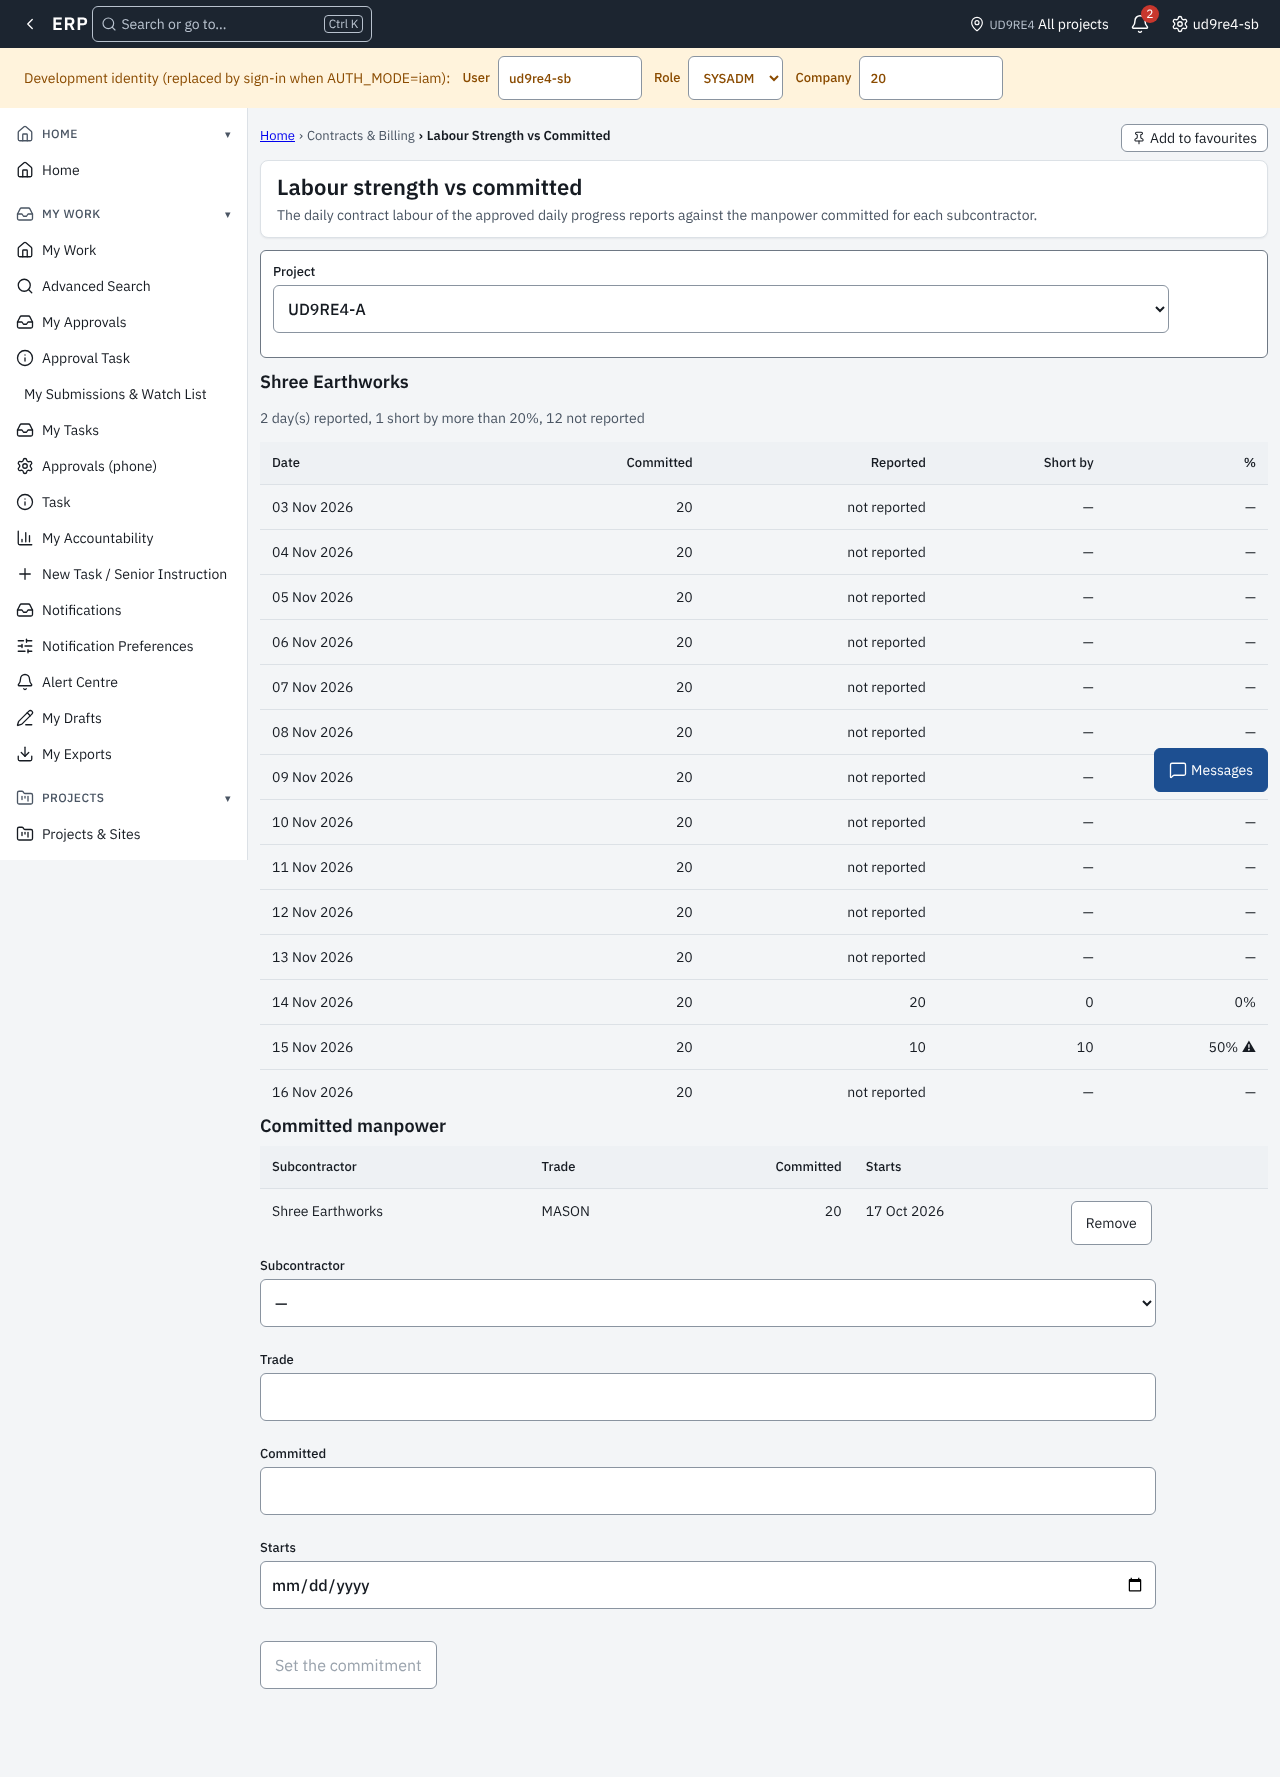 ERP Search or go to... Ctrl K UD9RE4 All projects 2 ud9re4-sb
Development identity (replaced by sign-in when AUTH_MODE=iam): User ud9re4-sb Role SYSADM Company 20
HOME
Home
MY WORK
My Work
Advanced Search
My Approvals
Approval Task
My Submissions & Watch List
My Tasks
Approvals (phone)
Task
My Accountability
New Task / Senior Instruction
Notifications
Notification Preferences
Alert Centre
My Drafts
My Exports
PROJECTS
Projects & Sites
Home › Contracts & Billing › Labour Strength vs Committed
Add to favourites
Labour strength vs committed
The daily contract labour of the approved daily progress reports against the manpower committed for each subcontractor.
Project
UD9RE4-A
Shree Earthworks
2 day(s) reported, 1 short by more than 20%, 12 not reported
Date Committed Reported Short by %
03 Nov 2026 20 not reported — —
04 Nov 2026 20 not reported — —
05 Nov 2026 20 not reported — —
06 Nov 2026 20 not reported — —
07 Nov 2026 20 not reported — —
08 Nov 2026 20 not reported — —
09 Nov 2026 20 not reported —
Messages
10 Nov 2026 20 not reported — —
11 Nov 2026 20 not reported — —
12 Nov 2026 20 not reported — —
13 Nov 2026 20 not reported — —
14 Nov 2026 20 20 0 0%
15 Nov 2026 20 10 10 50% ⚠
16 Nov 2026 20 not reported — —
Committed manpower
Subcontractor Trade Committed Starts
Shree Earthworks MASON 20 17 Oct 2026 Remove
Subcontractor
—
Trade
Committed
Starts
mm/dd/yyyy
Set the commitment